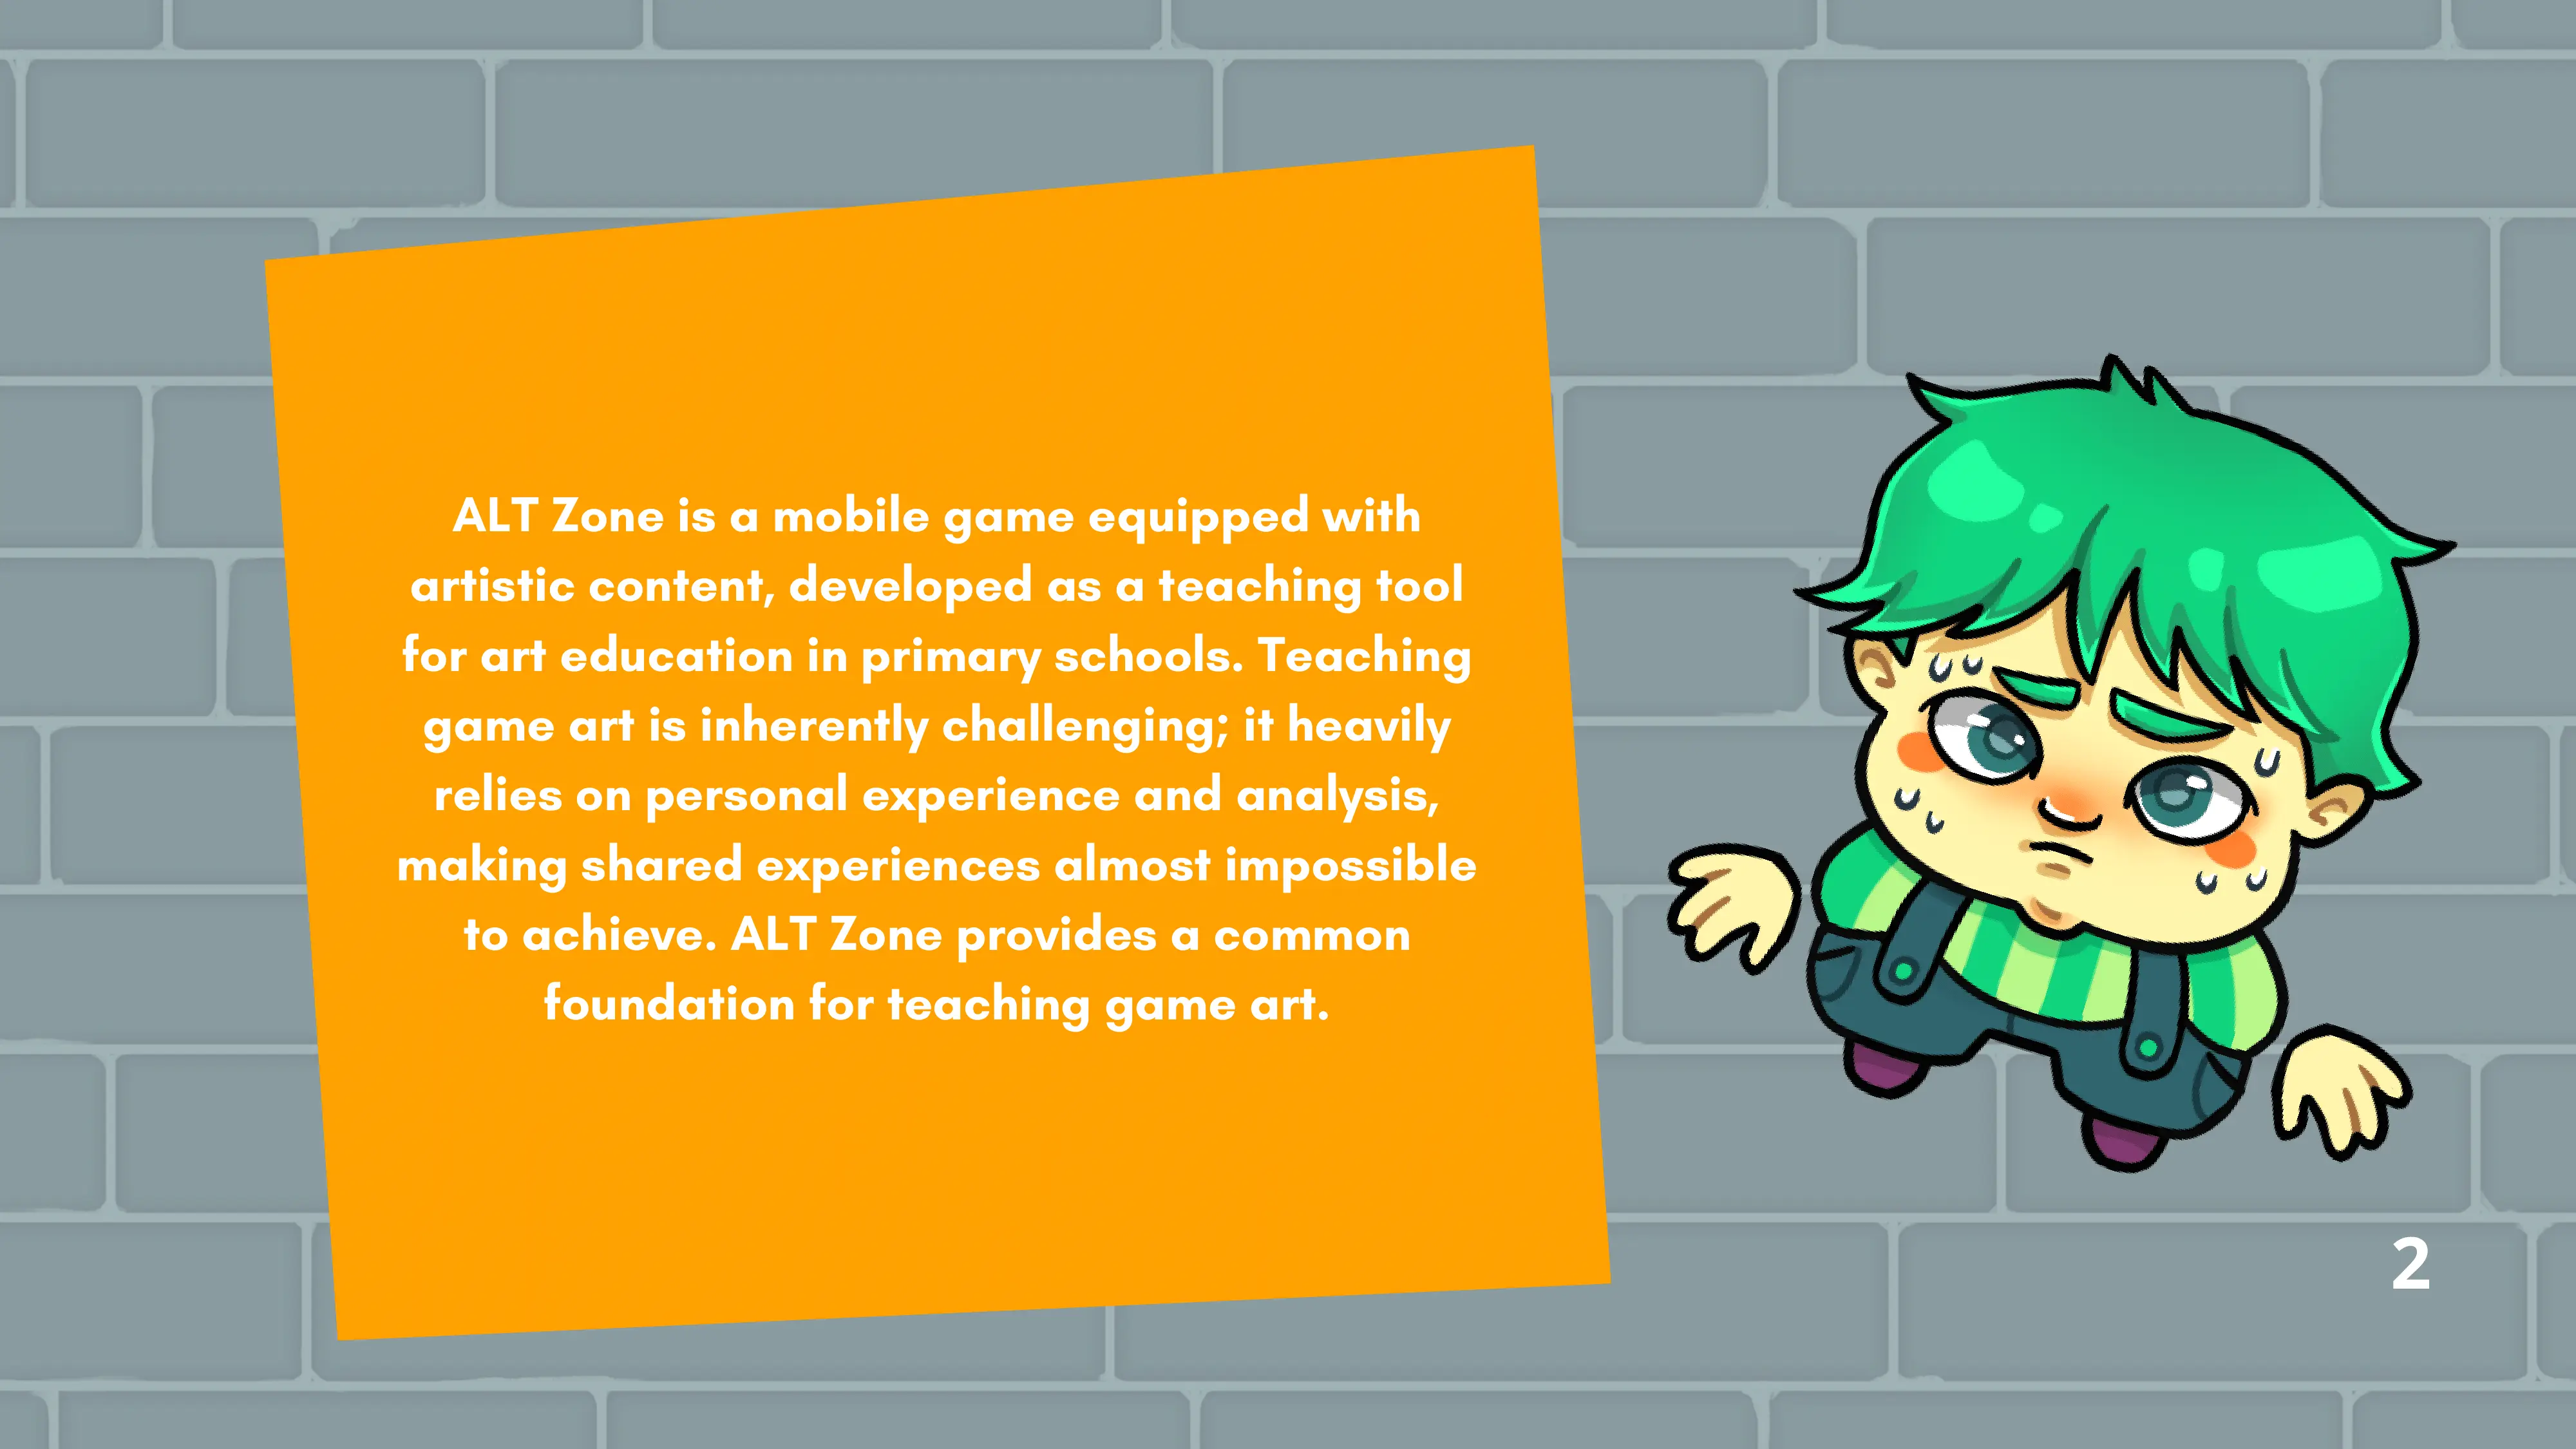 ALT Zone is a mobile game equipped with
artistic content, developed as a teaching tool
for art education in primary schools. Teaching
game art is inherently challenging; it heavily
relies on personal experience and analysis,
making shared experiences almost impossible
to achieve. ALT Zone provides a common
foundation for teaching game art.
2